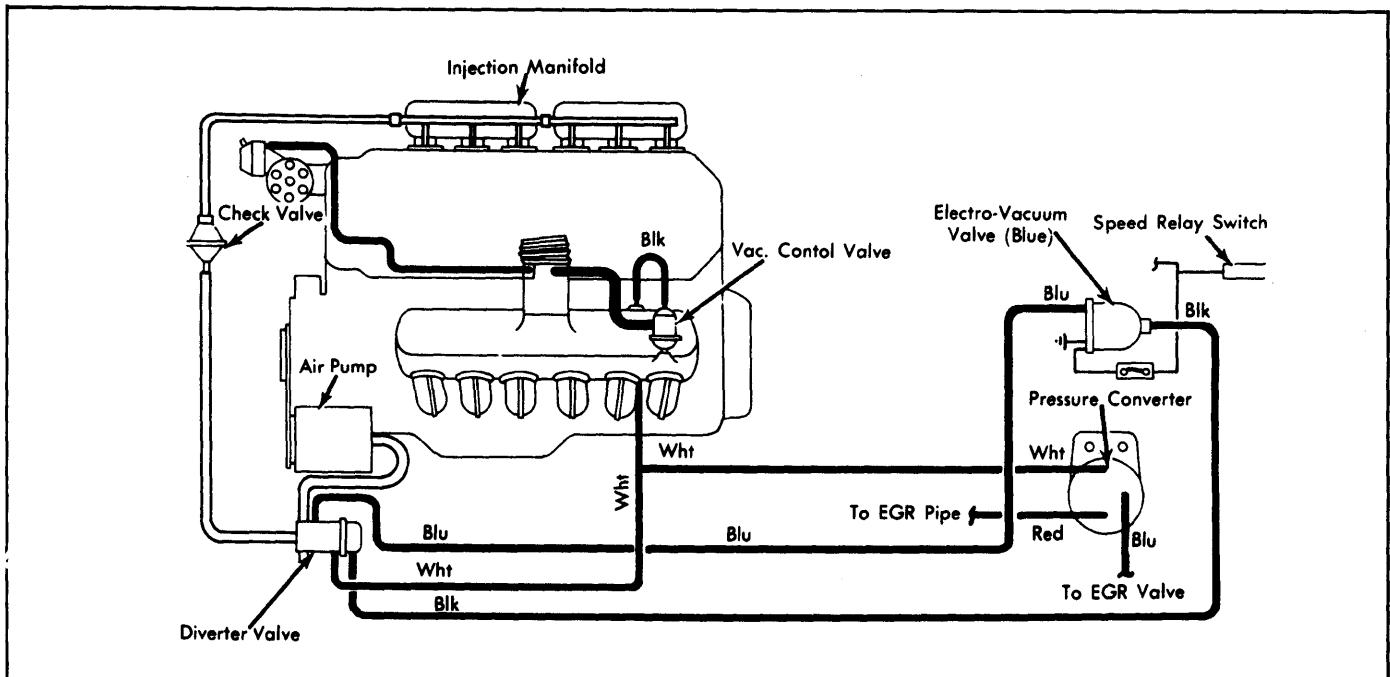 Injection Manifold
Check Valve
Blk
Vac. Contol Valve
Electro-Vacuum
Valve (Blue)
Speed Relay Switch
Blu
Blk
Air Pump
Pressure Converter
Wht
Wht
Wht
To EGR Pipe
Red
Blu
Blu
Blu
Wht
To EGR Valve
Blk
Diverter Valve